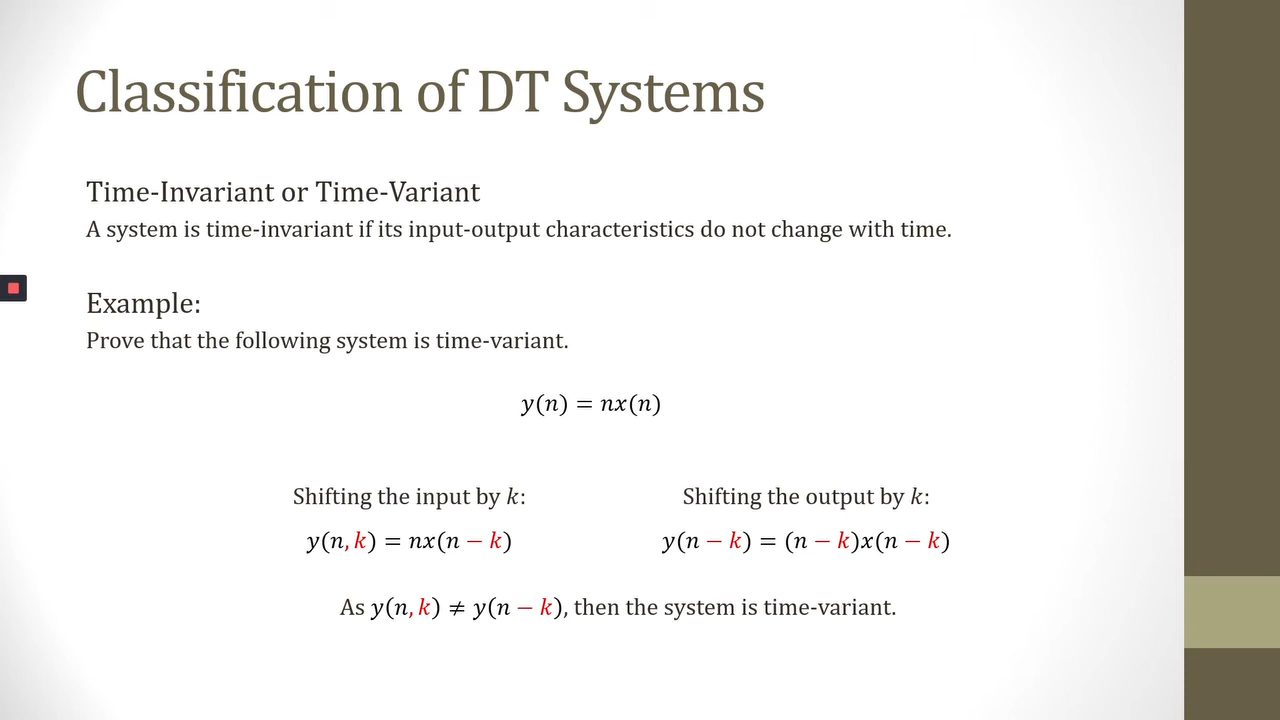 Classification of DT Systems
Time-Invariant or Time-Variant
A system is time-invariant if its input-output characteristics do not change with time.
Example:
Prove that the following system is time-variant.
y(n) = nx(n)
Shifting the input by k:
y(n, k) = nx(n − k)
Shifting the output by k:
y(n − k) = (n − k)x(n − k)
As y(n, k) ≠ y(n − k), then the system is time-variant.